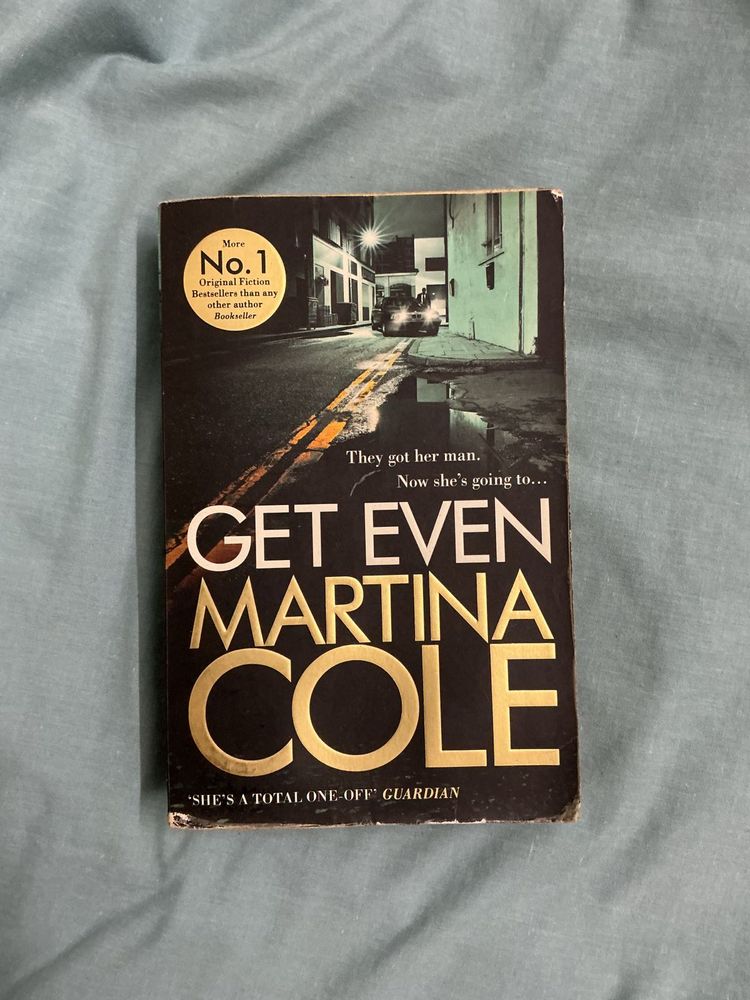 More
No. 1
Original Fiction
Bestsellers than any
other author
Bookseller
They got her man.
Now she's going to...
GET EVEN
MARTINA
COLE
‘SHE'S A TOTAL ONE-OFF’ GUARDIAN